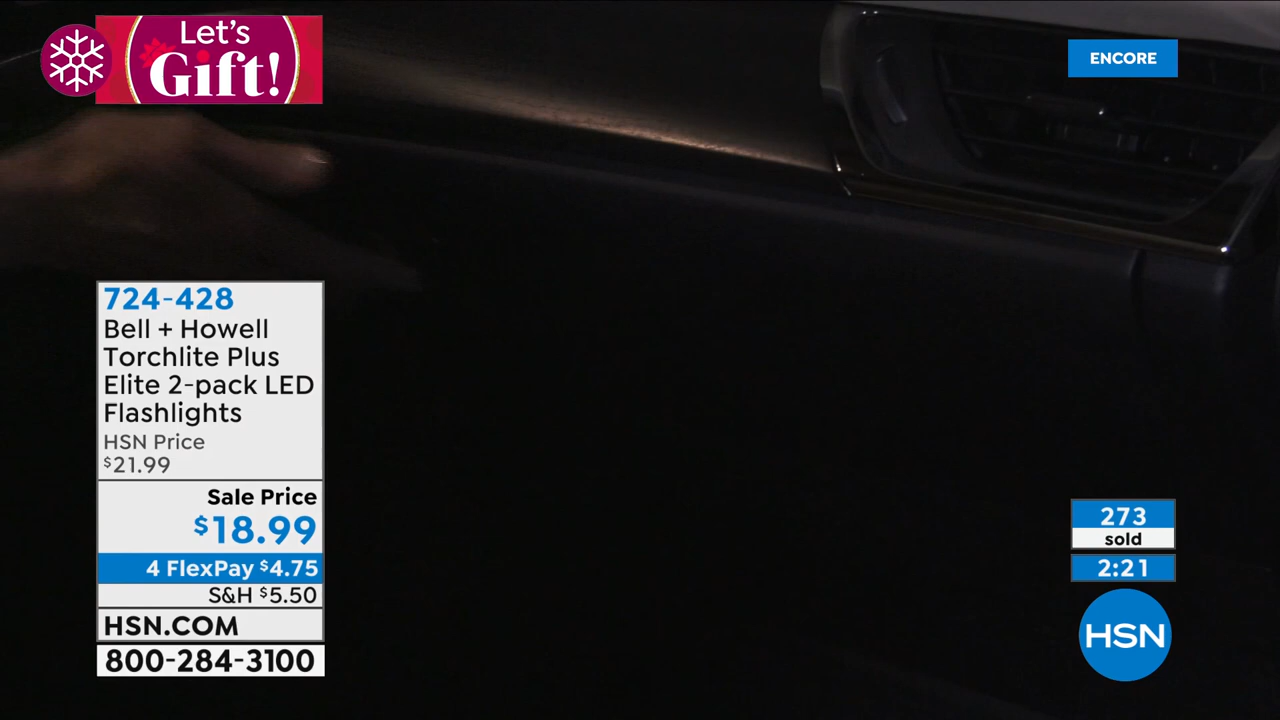 Let's
Gift!
ENCORE
724-428
Bell + Howell
Torchlite Plus
Elite 2-pack LED
Flashlights
HSN Price
$21.99
Sale Price
$18.99
4 FlexPay $4.75
S&H $5.50
HSN.COM
800-284-3100
273
sold
2:21
HSN